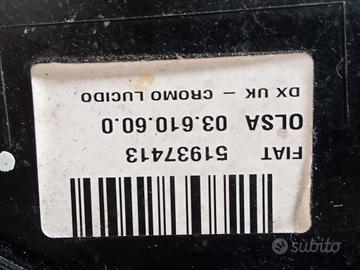 FIAT 51937413
OLSA 03.610.60.0
DX UK - CROMO LUCIDO
subito